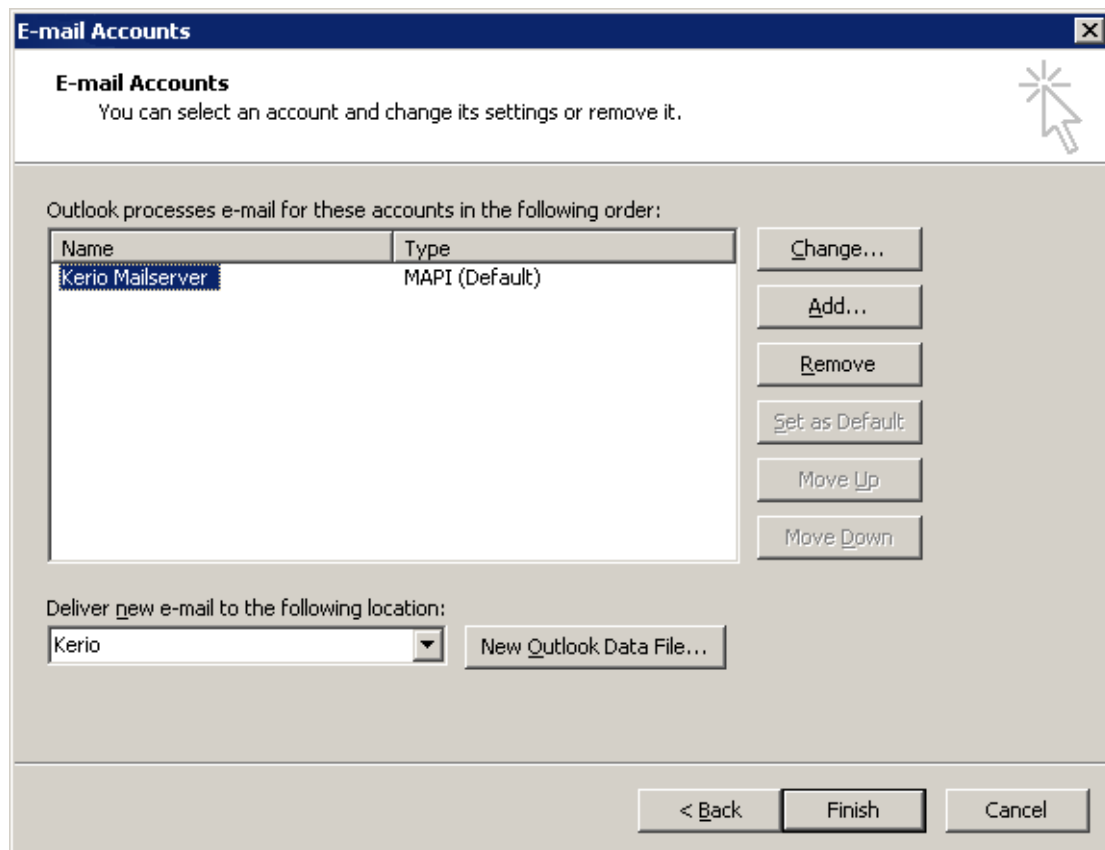 E-mail Accounts
E-mail Accounts
You can select an account and change its settings or remove it.
Outlook processes e-mail for these accounts in the following order:
Name Type
Kerio Mailserver MAPI (Default)
Change...
Add...
Remove
Set as Default
Move Up
Move Down
Deliver new e-mail to the following location:
Kerio New Outlook Data File...
< Back Finish Cancel